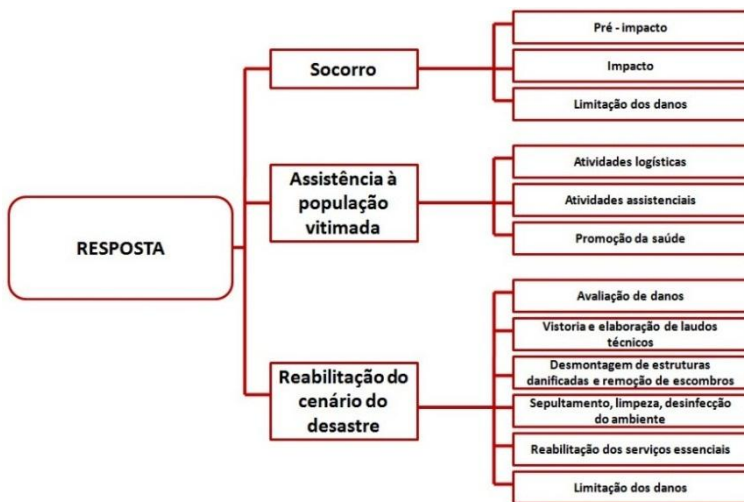 RESPOSTA
Socorro
Pré - impacto
Impacto
Limitação dos danos
Assistência à
população
vitimada
Atividades logísticas
Atividades assistenciais
Promoção da saúde
Reabilitação do
cenário do
desastre
Avaliação de danos
Vistoria e elaboração de laudos
técnicos
Desmontagem de estruturas
danificadas e remoção de escombros
Sepultamento, limpeza, desinfecção
do ambiente
Reabilitação dos serviços essenciais
Limitação dos danos